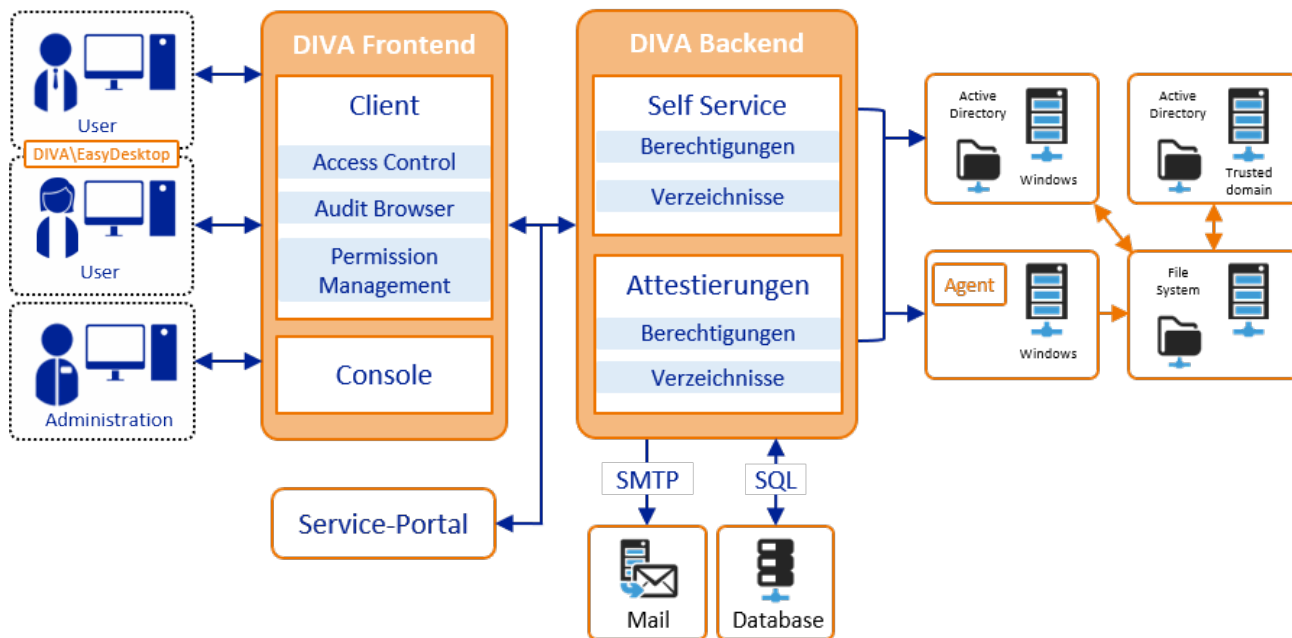 User
DIVA\EasyDesktop
User
Administration
DIVA Frontend
Client
Access Control
Audit Browser
Permission
Management
Console
Service-Portal
DIVA Backend
Self Service
Berechtigungen
Verzeichnisse
Attestierungen
Berechtigungen
Verzeichnisse
SMTP
SQL
Mail
Database
Active
Directory
Windows
Active
Directory
Trusted
domain
Agent
Windows
File
System